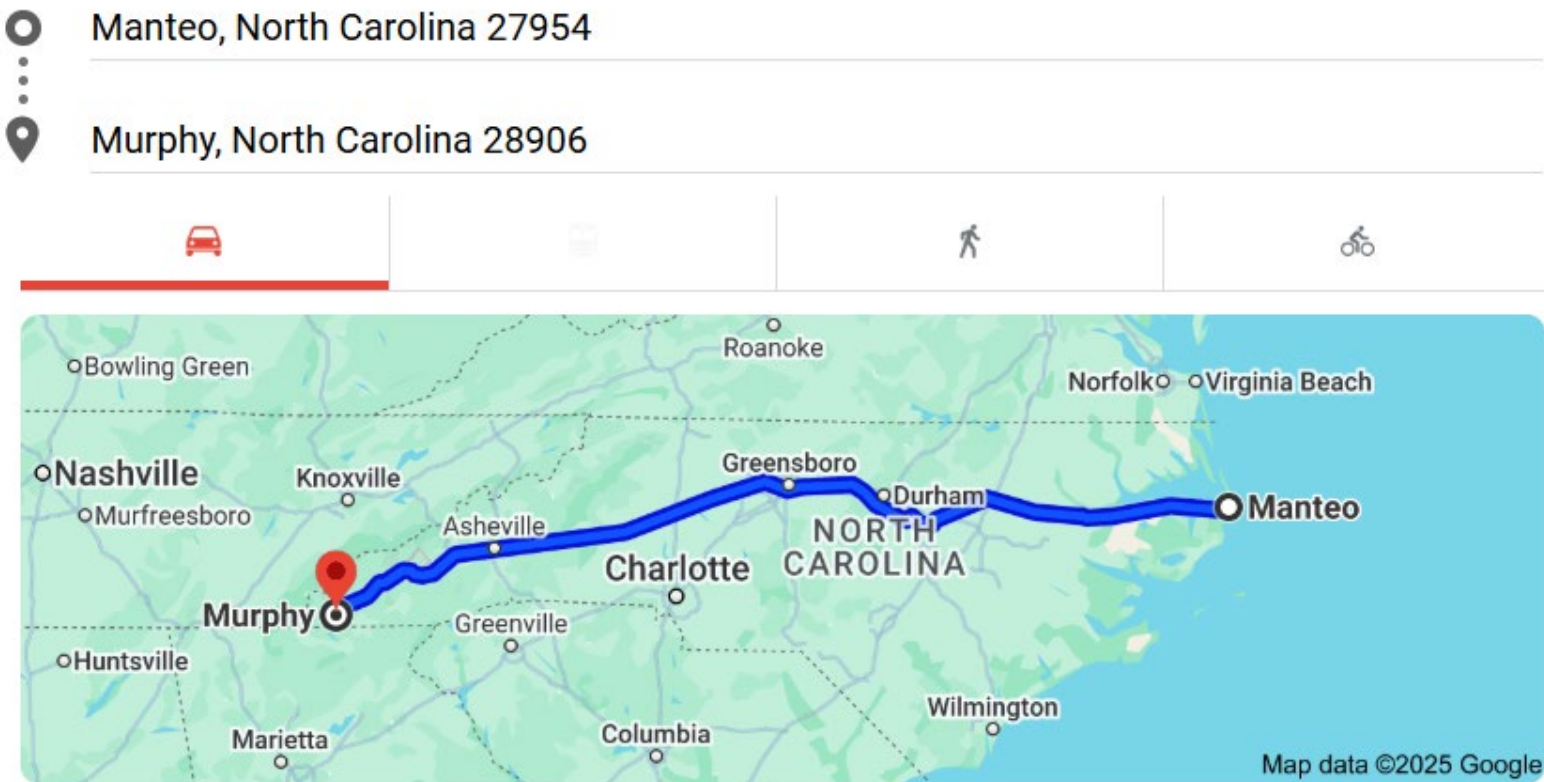 Manteo, North Carolina 27954
Murphy, North Carolina 28906
Roanoke
Bowling Green
Norfolk
Virginia Beach
Nashville
Knoxville
Greensboro
Durham
Manteo
Murfreesboro
Asheville
NORTH
CAROLINA
Charlotte
Murphy
Greenville
Huntsville
Wilmington
Marietta
Columbia
Map data ©2025 Google